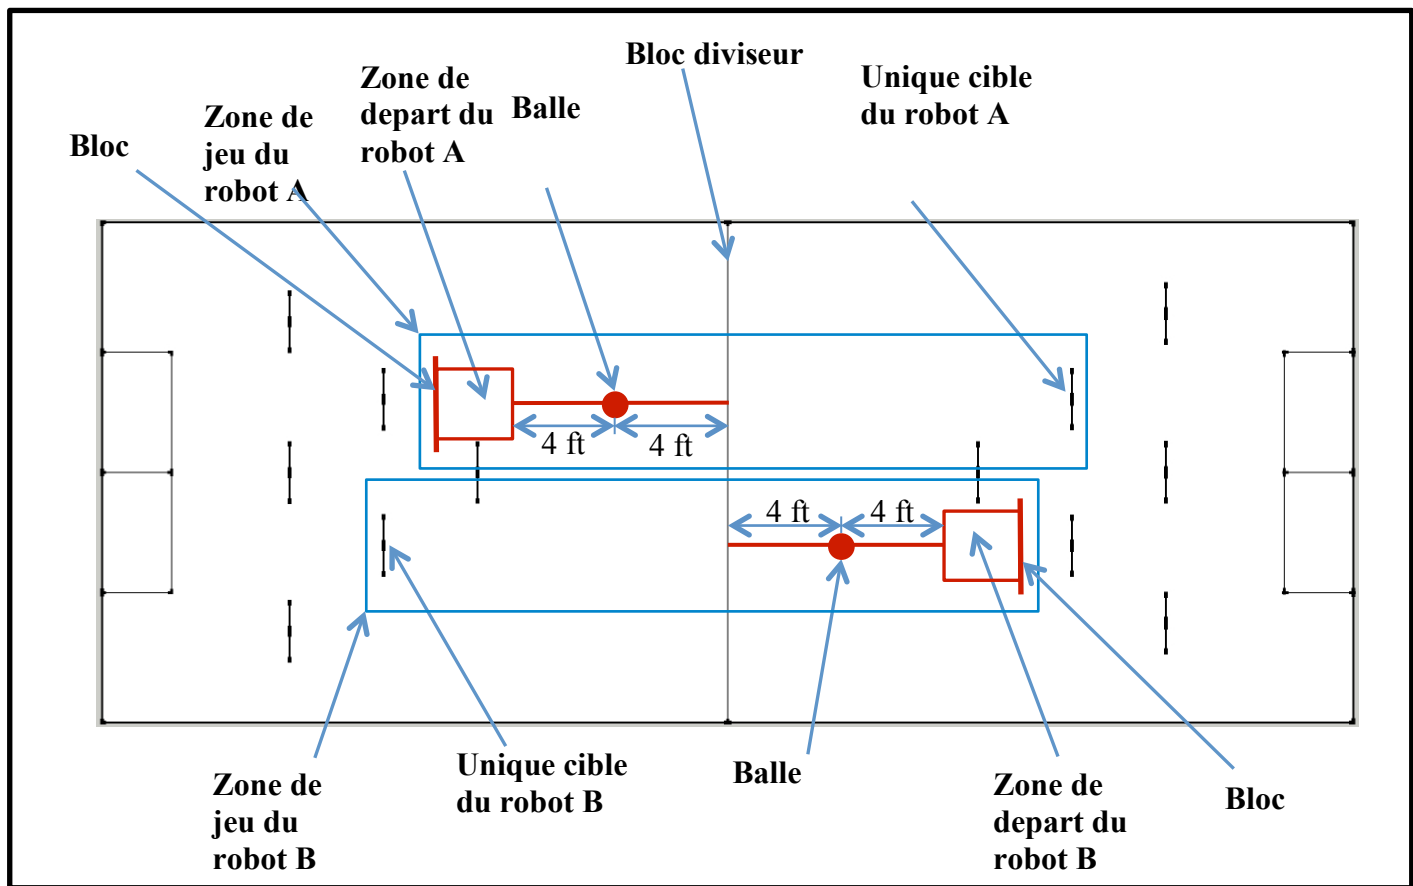 Bloc diviseur
Unique cible
du robot A
Zone de
depart du
robot A
Balle
Zone de
jeu du
robot A
Bloc
4 ft
4 ft
4 ft
4 ft
Unique cible
du robot B
Balle
Zone de
depart du
robot B
Bloc
Zone de
jeu du
robot B